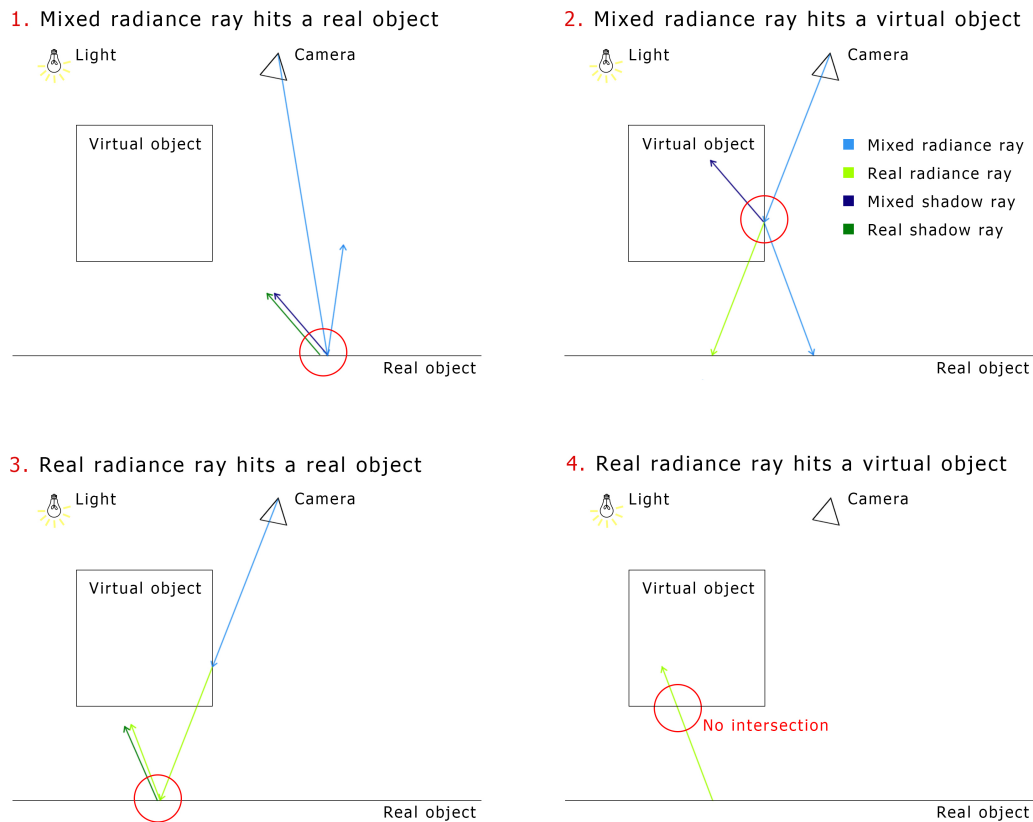 1. Mixed radiance ray hits a real object
Light
Camera
Virtual object
Real object
2. Mixed radiance ray hits a virtual object
Light
Camera
Virtual object
Mixed radiance ray
Real radiance ray
Mixed shadow ray
Real shadow ray
Real object
3. Real radiance ray hits a real object
Light
Camera
Virtual object
Real object
4. Real radiance ray hits a virtual object
Light
Camera
Virtual object
No intersection
Real object